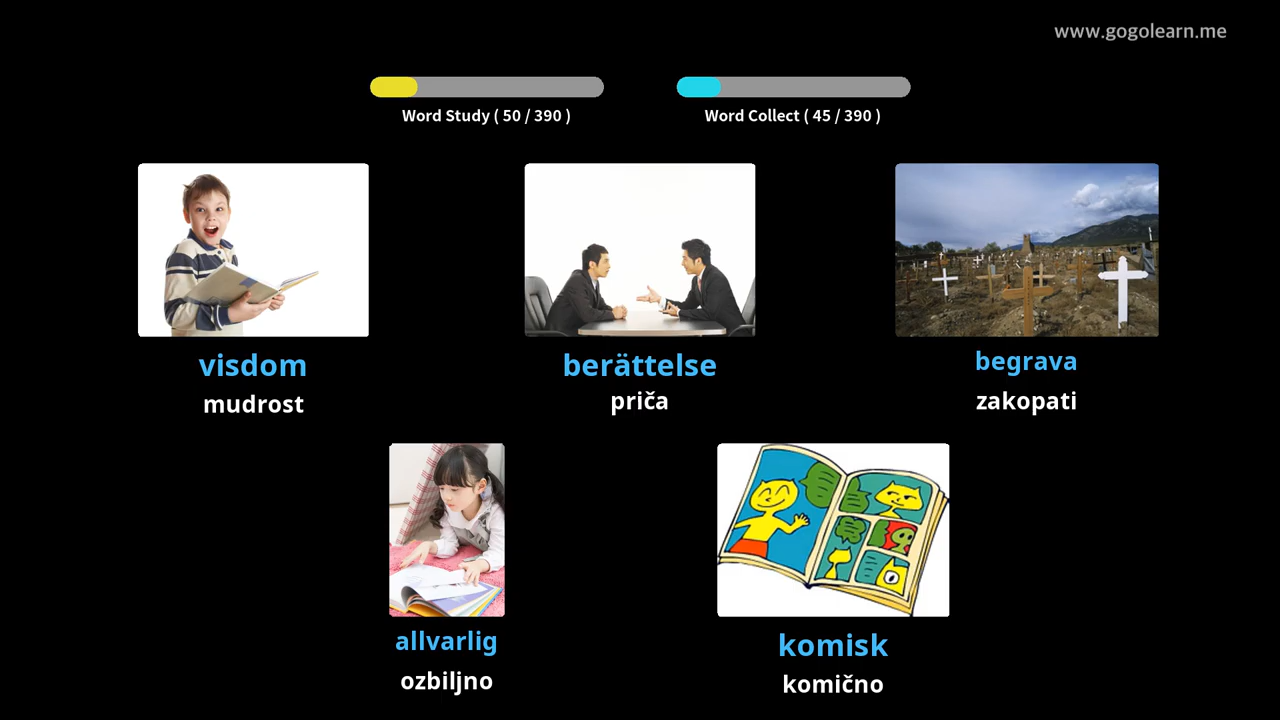 www.gogolearn.me
Word Study ( 50 / 390 )
Word Collect ( 45 / 390 )
visdom
mudrost
berättelse
priča
begrava
zakopati
allvarlig
ozbiljno
komisk
komično